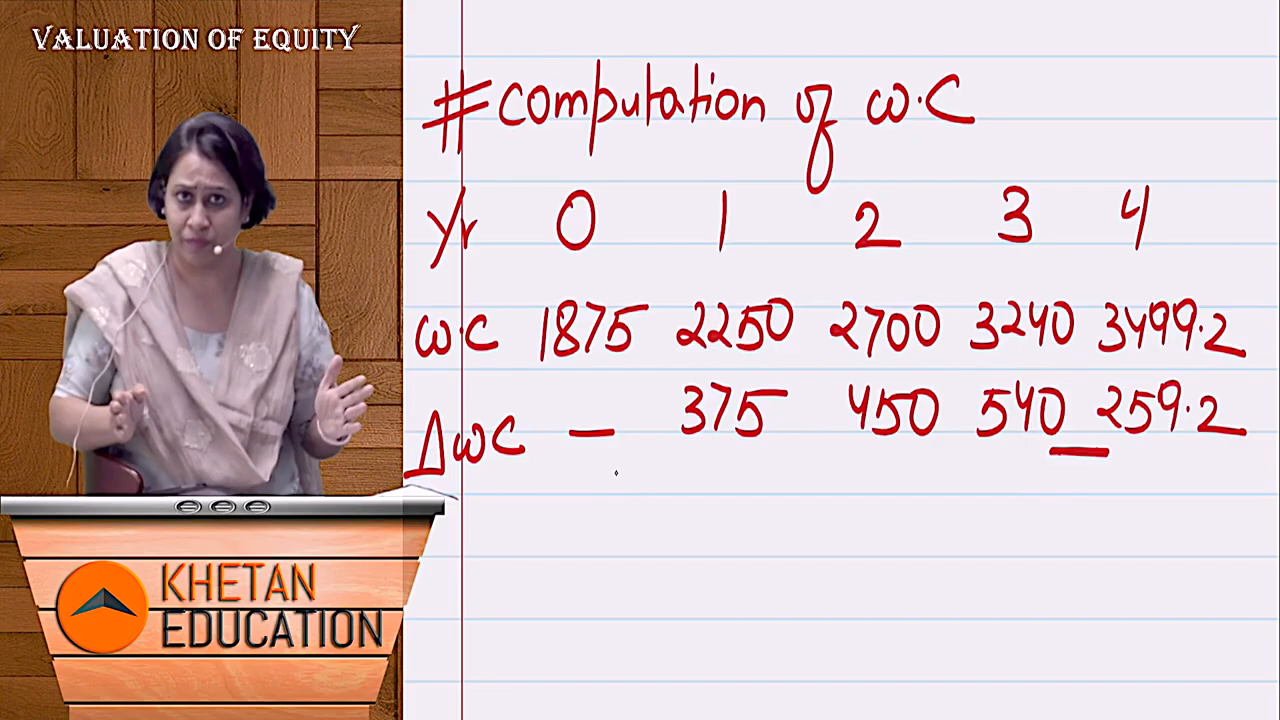 VALUATION OF EQUITY
# computation of W.C
Yr 0 1 2 3 4
W.C 1875 2250 2700 3240 3499.2
ΔWC — 375 450 540 259.2
KHETAN
EDUCATION